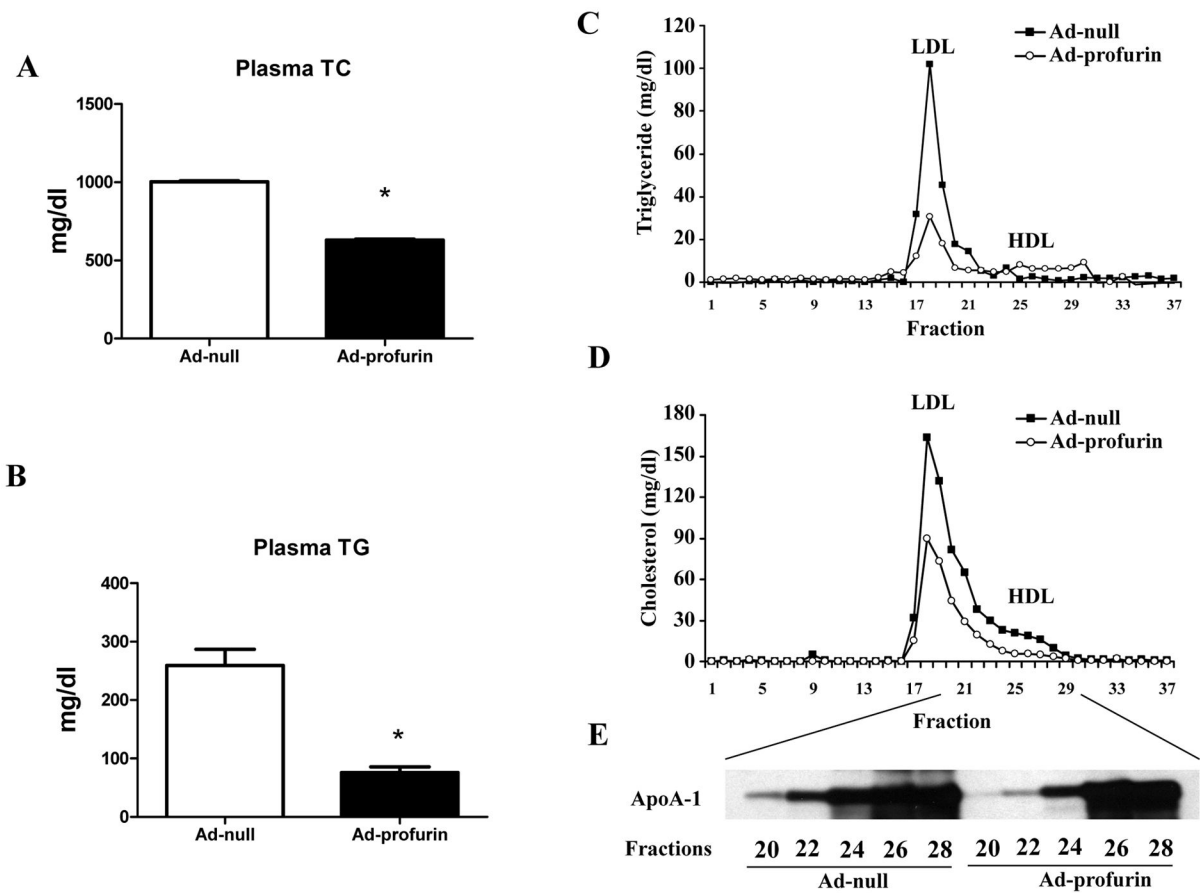 A
Plasma TC
mg/dl
1500
1000
500
0
Ad-null
Ad-profurin
*
B
Plasma TG
mg/dl
400
300
200
100
0
Ad-null
Ad-profurin
*
C
Triglyceride (mg/dl)
120
100
80
60
40
20
0
LDL
HDL
Ad-null
Ad-profurin
1 5 9 13 17 21 25 29 33 37
Fraction
D
Cholesterol (mg/dl)
180
150
120
90
60
30
0
LDL
HDL
Ad-null
Ad-profurin
1 5 9 13 17 21 25 29 33 37
Fraction
E
ApoA-1
Fractions 20 22 24 26 28 20 22 24 26 28
Ad-null Ad-profurin